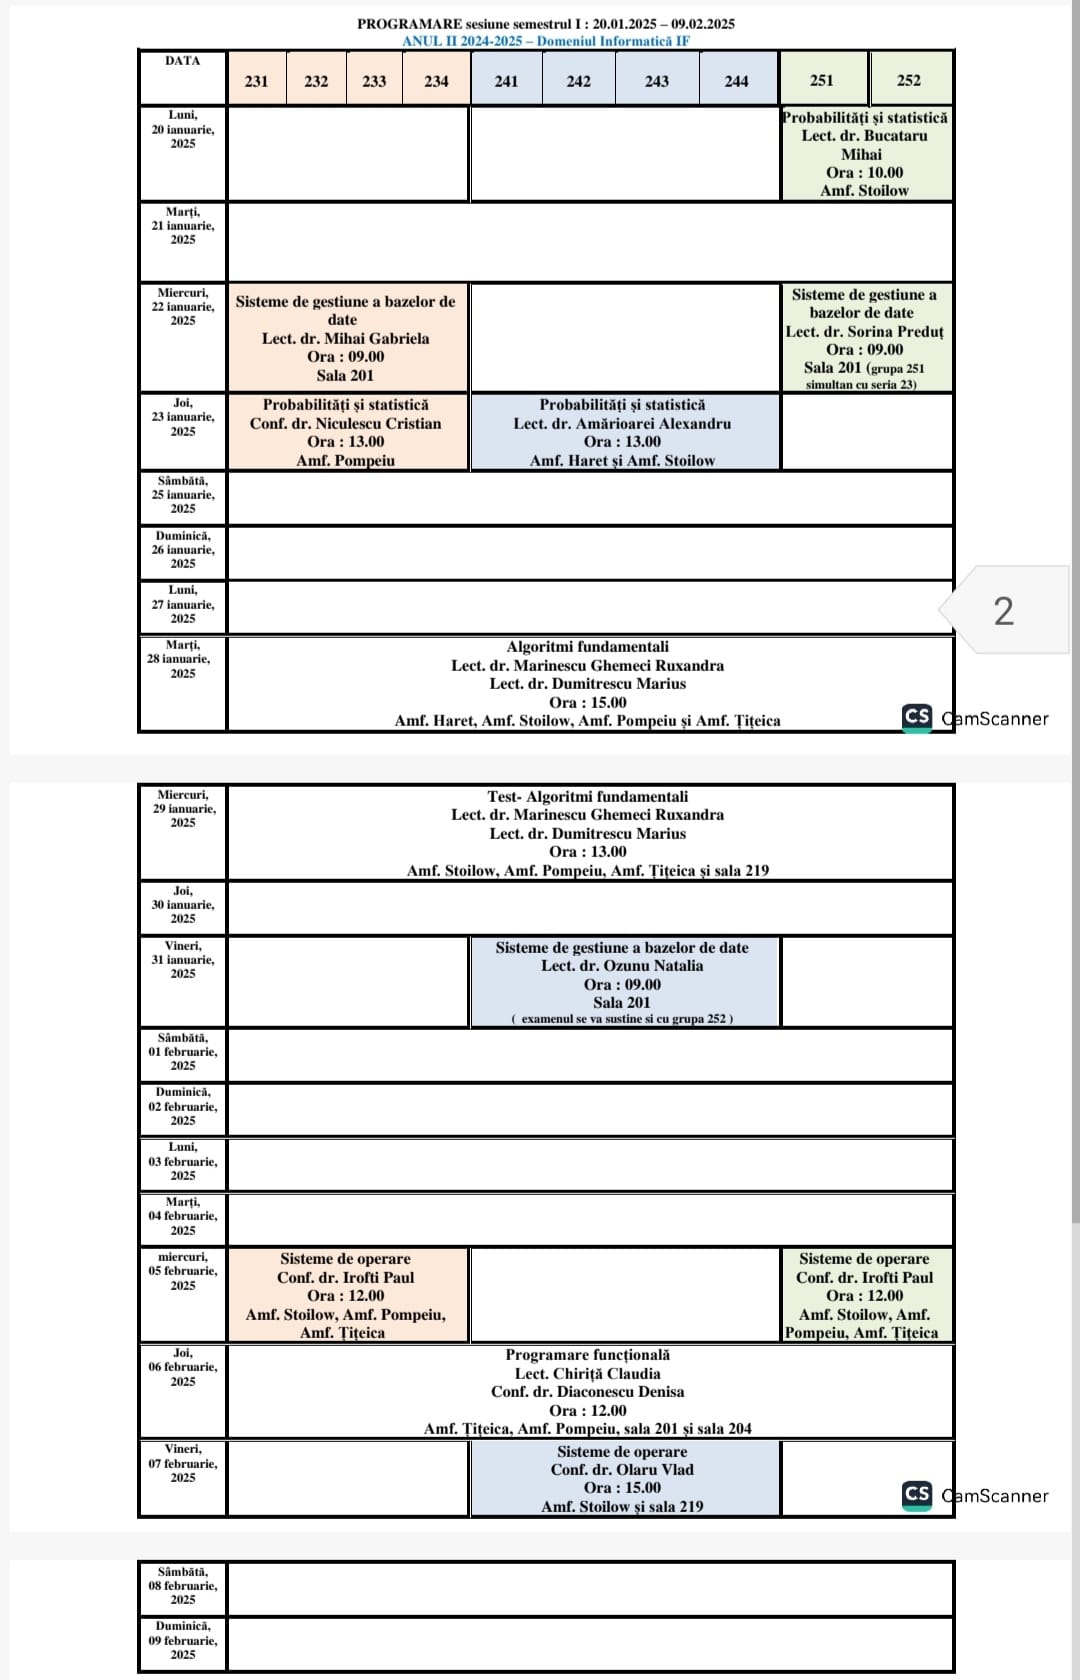 PROGRAMARE sesiune semestrul I : 20.01.2025 – 09.02.2025
ANUL II 2024-2025 – Domeniul Informatică IF
DATA
231 232 233 234 241 242 243 244 251 252
Luni,
20 ianuarie,
2025
Probabilități și statistică
Lect. dr. Bucataru
Mihai
Ora : 10.00
Amf. Stoilow
Marți,
21 ianuarie,
2025
Miercuri,
22 ianuarie,
2025
Sisteme de gestiune a bazelor de
date
Lect. dr. Mihai Gabriela
Ora : 09.00
Sala 201
Sisteme de gestiune a
bazelor de date
Lect. dr. Sorina Preduț
Ora : 09.00
Sala 201 (grupa 251
simultan cu seria 23)
Joi,
23 ianuarie,
2025
Probabilități și statistică
Conf. dr. Niculescu Cristian
Ora : 13.00
Amf. Pompeiu
Probabilități și statistică
Lect. dr. Amărioarei Alexandru
Ora : 13.00
Amf. Haret și Amf. Stoilow
Sâmbătă,
25 ianuarie,
2025
Duminică,
26 ianuarie,
2025
Luni,
27 ianuarie,
2025
2
Marți,
28 ianuarie,
2025
Algoritmi fundamentali
Lect. dr. Marinescu Ghemeci Ruxandra
Lect. dr. Dumitrescu Marius
Ora : 15.00
Amf. Haret, Amf. Stoilow, Amf. Pompeiu și Amf. Țițeica
CS CamScanner
Miercuri,
29 ianuarie,
2025
Test- Algoritmi fundamentali
Lect. dr. Marinescu Ghemeci Ruxandra
Lect. dr. Dumitrescu Marius
Ora : 13.00
Amf. Stoilow, Amf. Pompeiu, Amf. Țițeica și sala 219
Joi,
30 ianuarie,
2025
Vineri,
31 ianuarie,
2025
Sisteme de gestiune a bazelor de date
Lect. dr. Ozunu Natalia
Ora : 09.00
Sala 201
( examenul se va sustine si cu grupa 252 )
Sâmbătă,
01 februarie,
2025
Duminică,
02 februarie,
2025
Luni,
03 februarie,
2025
Marți,
04 februarie,
2025
miercuri,
05 februarie,
2025
Sisteme de operare
Conf. dr. Irofti Paul
Ora : 12.00
Amf. Stoilow, Amf. Pompeiu,
Amf. Țițeica
Sisteme de operare
Conf. dr. Irofti Paul
Ora : 12.00
Amf. Stoilow, Amf.
Pompeiu, Amf. Țițeica
Joi,
06 februarie,
2025
Programare funcțională
Lect. Chiriță Claudia
Conf. dr. Diaconescu Denisa
Ora : 12.00
Amf. Țițeica, Amf. Pompeiu, sala 201 și sala 204
Vineri,
07 februarie,
2025
Sisteme de operare
Conf. dr. Olaru Vlad
Ora : 15.00
Amf. Stoilow și sala 219
CS CamScanner
Sâmbătă,
08 februarie,
2025
Duminică,
09 februarie,
2025